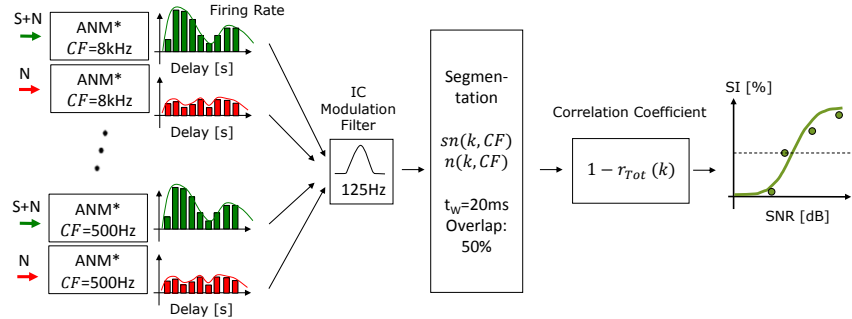 S+N
ANM*
CF=8kHz
Firing Rate
Delay [s]
N
ANM*
CF=8kHz
Delay [s]
S+N
ANM*
CF=500Hz
N
ANM*
CF=500Hz
Delay [s]
IC
Modulation
Filter
125Hz
Segmen-
tation
sn(k, CF)
n(k, CF)
t_W=20ms
Overlap:
50%
Correlation Coefficient
1 − r_Tot (k)
SI [%]
SNR [dB]